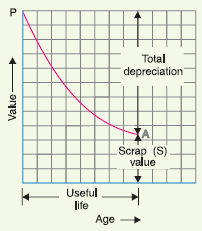 P
Total
depreciation
Value
A
Scrap (S)
value
Useful
life
Age